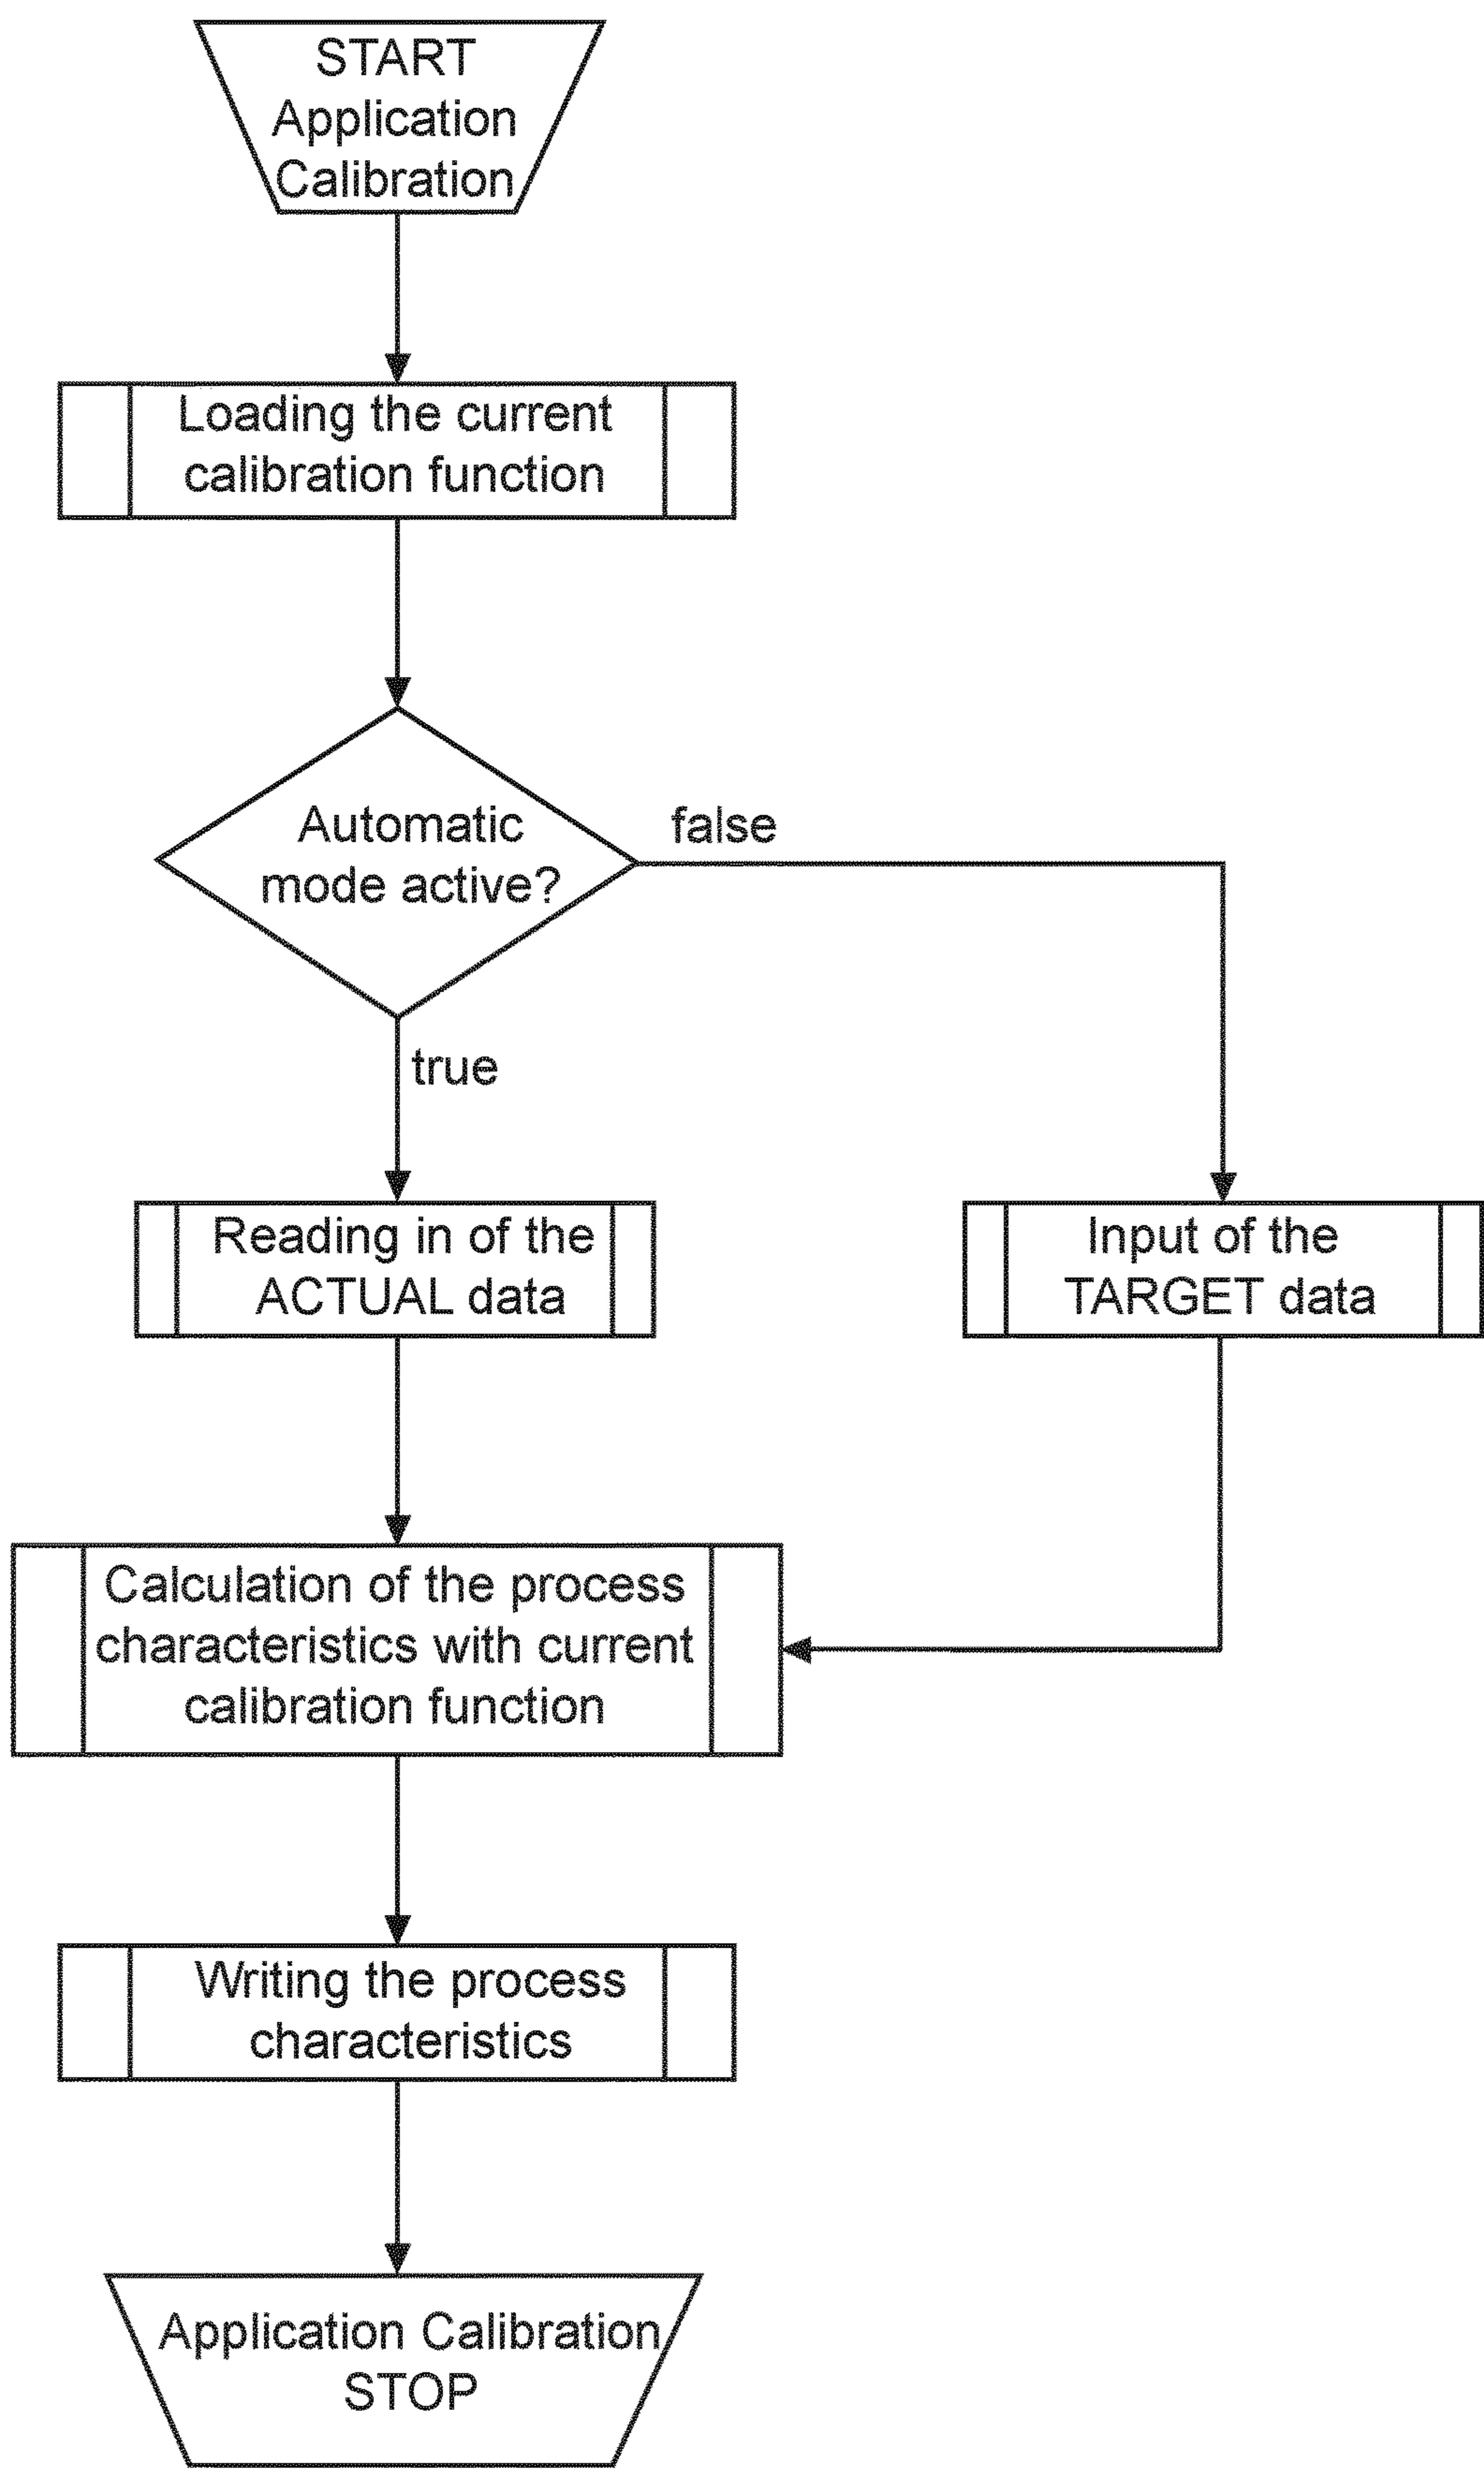 START
Application
Calibration
Loading the current
calibration function
Automatic
mode active?
false
true
Reading in of the
ACTUAL data
Input of the
TARGET data
Calculation of the process
characteristics with current
calibration function
Writing the process
characteristics
Application Calibration
STOP